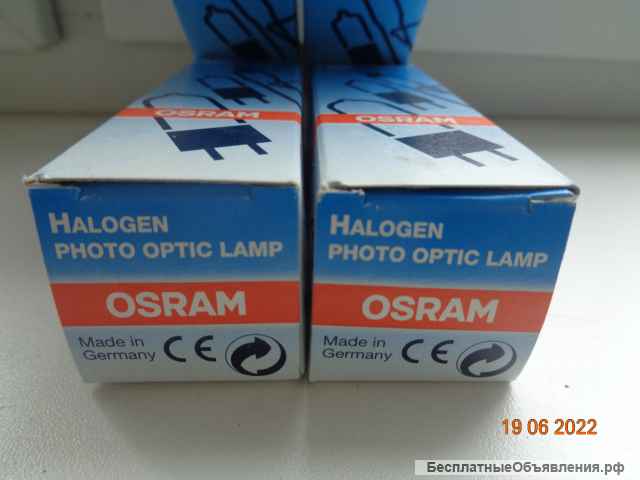 OSRAM
OSRAM
HALOGEN
PHOTO OPTIC LAMP
OSRAM
Made in
Germany
CE
HALOGEN
PHOTO OPTIC LAMP
OSRAM
Made in
Germany
CE
19 06 2022
БесплатныеОбъявления.рф